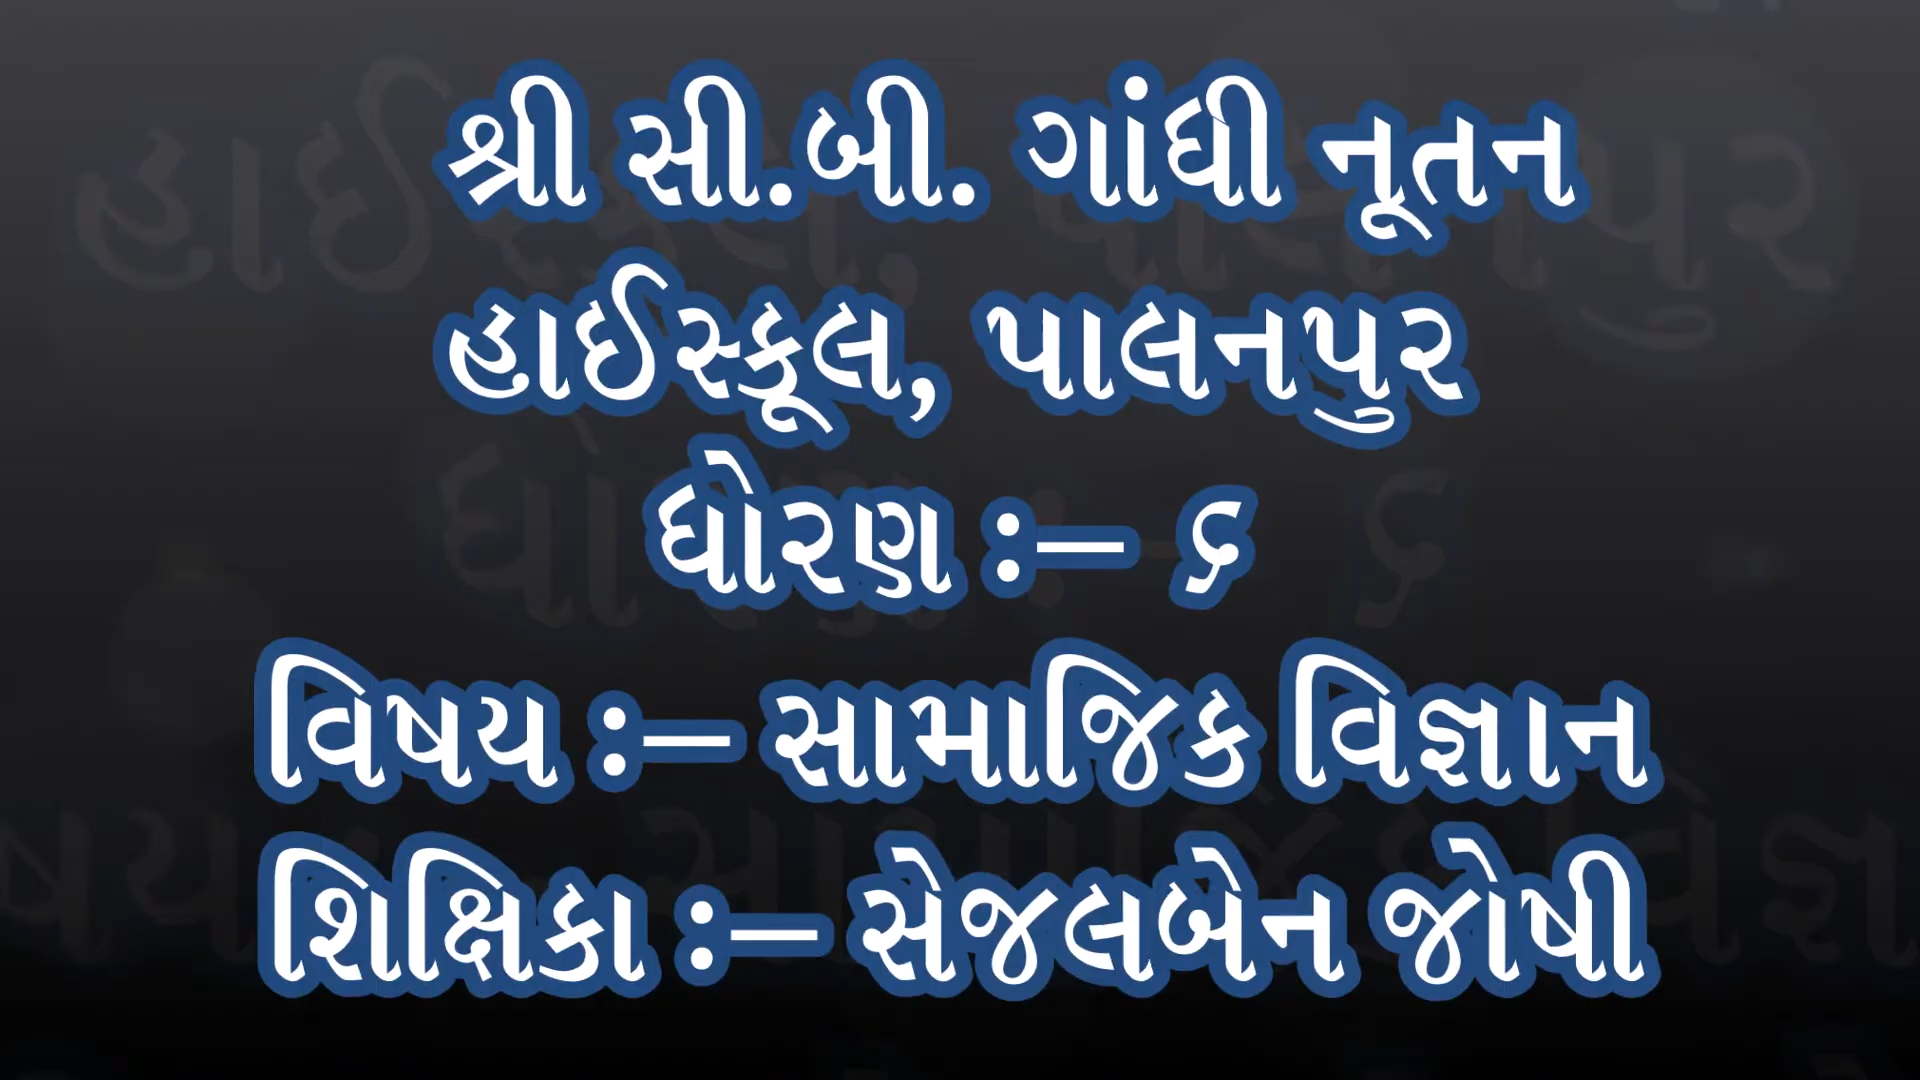 શ્રી સી.બી. ગાંધી નૂતન
હાઈસ્કૂલ, પાલનપુર
ધોરણ :– ૬
વિષય :– સામાજિક વિજ્ઞાન
શિક્ષિકા :– સેજલબેન જોષી